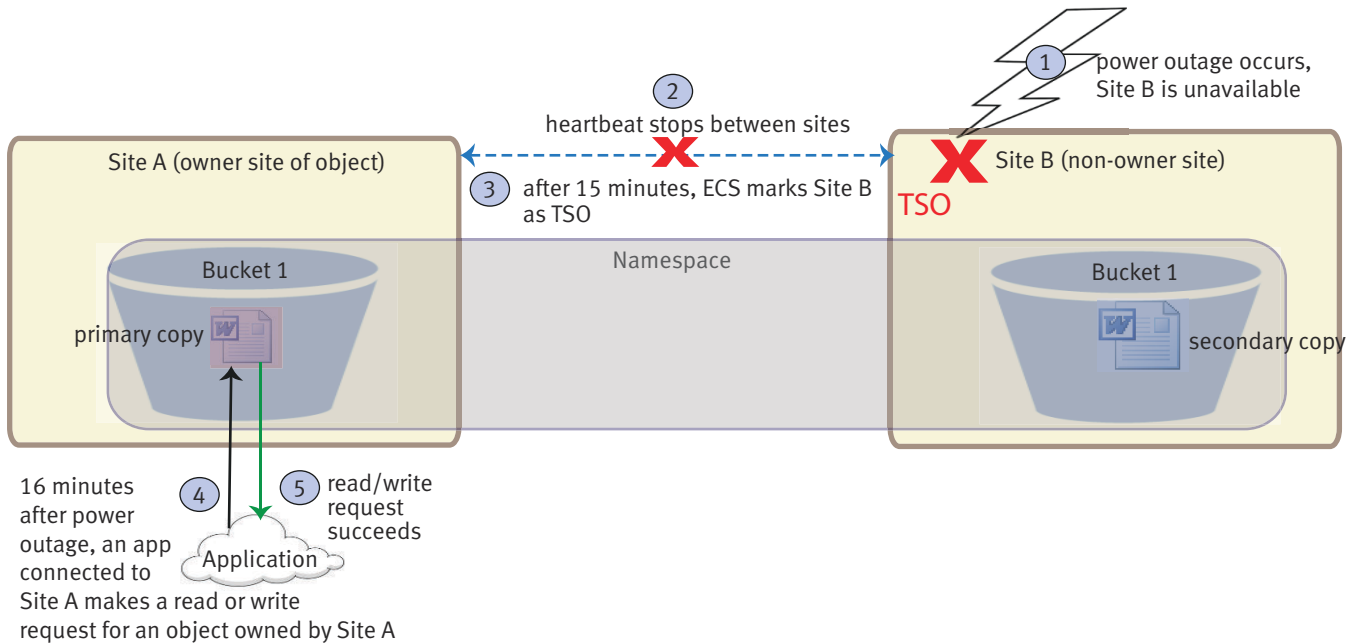 1
power outage occurs,
Site B is unavailable
2
heartbeat stops between sites
Site A (owner site of object)
Site B (non-owner site)
3
after 15 minutes, ECS marks Site B
as TSO
TSO
Namespace
Bucket 1
Bucket 1
primary copy
W
W
secondary copy
4
16 minutes
after power
outage, an app
connected to
Site A makes a read or write
request for an object owned by Site A
5
read/write
request
succeeds
Application